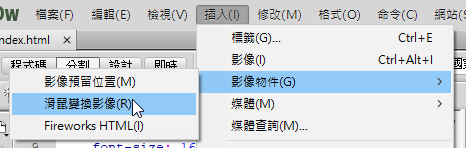 檔案(F) 編輯(E) 檢視(V) 插入(I) 修改(M) 格式(O) 命令(C) 網站(S
ndex.html ×
標籤(G)... Ctrl+E
程式碼 分割 設計 即時
影像(I) Ctrl+Alt+I
影像預留位置(M)
影像物件(G)
滑鼠變換影像(R)
媒體(M)
Fireworks HTML(I)
媒體查詢(M)...
9 font-size: 16